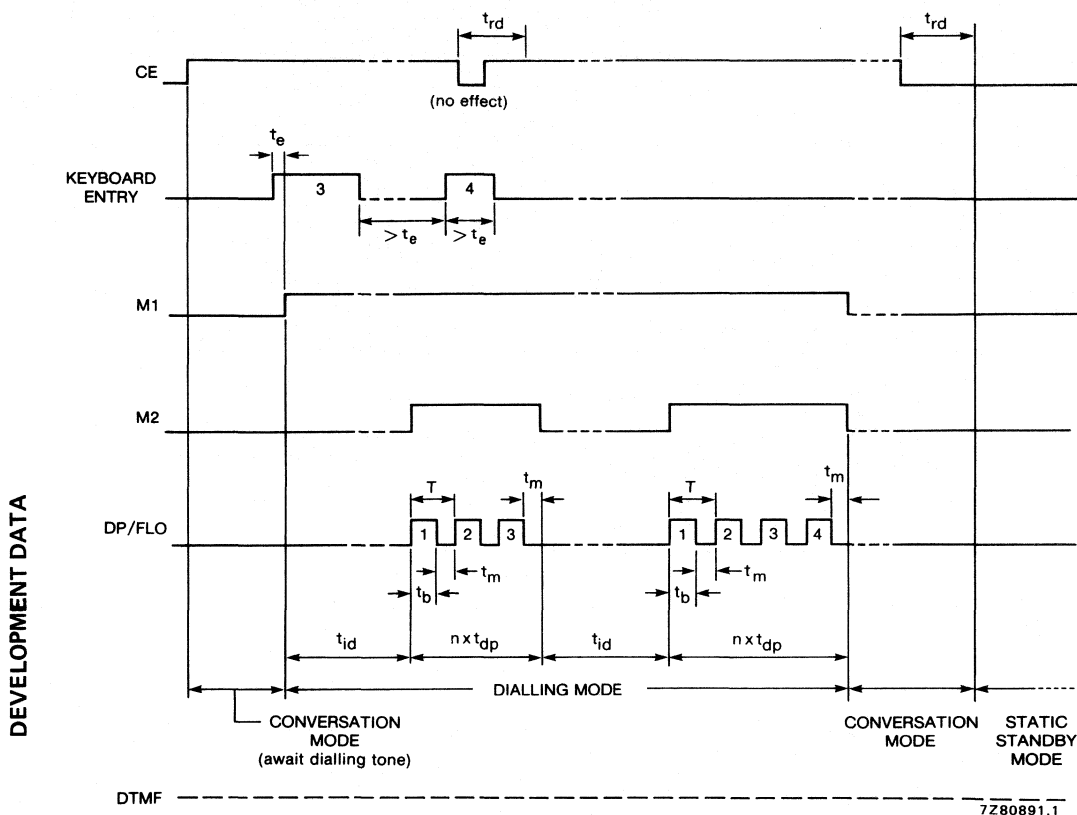 t_rd
t_rd
CE
(no effect)
t_e
KEYBOARD
ENTRY
3
4
> t_e
> t_e
M1
M2
T
t_m
T
t_m
DP/FLO
1 2 3
1 2 3 4
t_m
t_m
t_b
t_b
t_id
n x t_dp
t_id
n x t_dp
DIALLING MODE
CONVERSATION
MODE
(await dialling tone)
CONVERSATION
MODE
STATIC
STANDBY
MODE
DTMF
7Z80891.1
DEVELOPMENT DATA